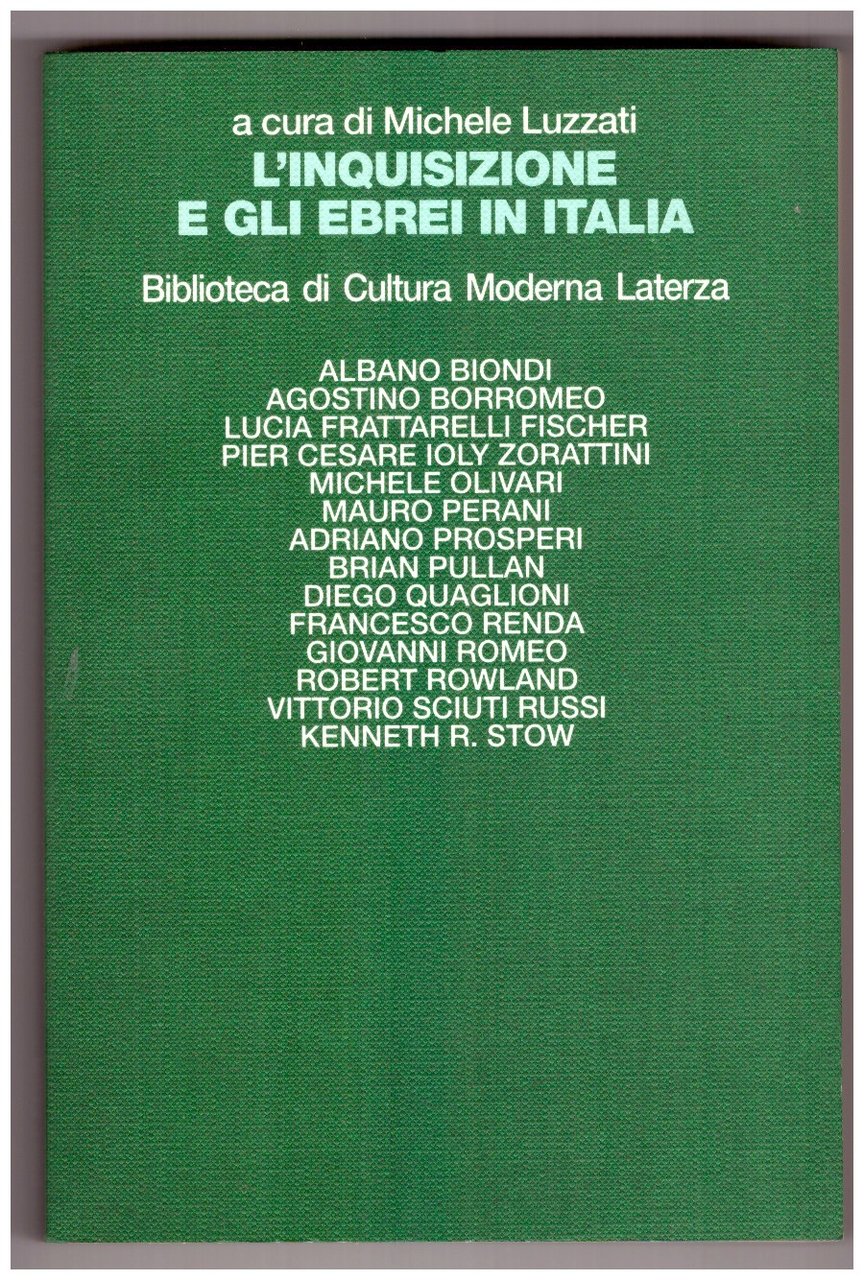 a cura di Michele Luzzati
L'INQUISIZIONE
E GLI EBREI IN ITALIA
Biblioteca di Cultura Moderna Laterza
ALBANO BIONDI
AGOSTINO BORROMEO
LUCIA FRATTARELLI FISCHER
PIER CESARE IOLY ZORATTINI
MICHELE OLIVARI
MAURO PERANI
ADRIANO PROSPERI
BRIAN PULLAN
DIEGO QUAGLIONI
FRANCESCO RENDA
GIOVANNI ROMEO
ROBERT ROWLAND
VITTORIO SCIUTI RUSSI
KENNETH R. STOW